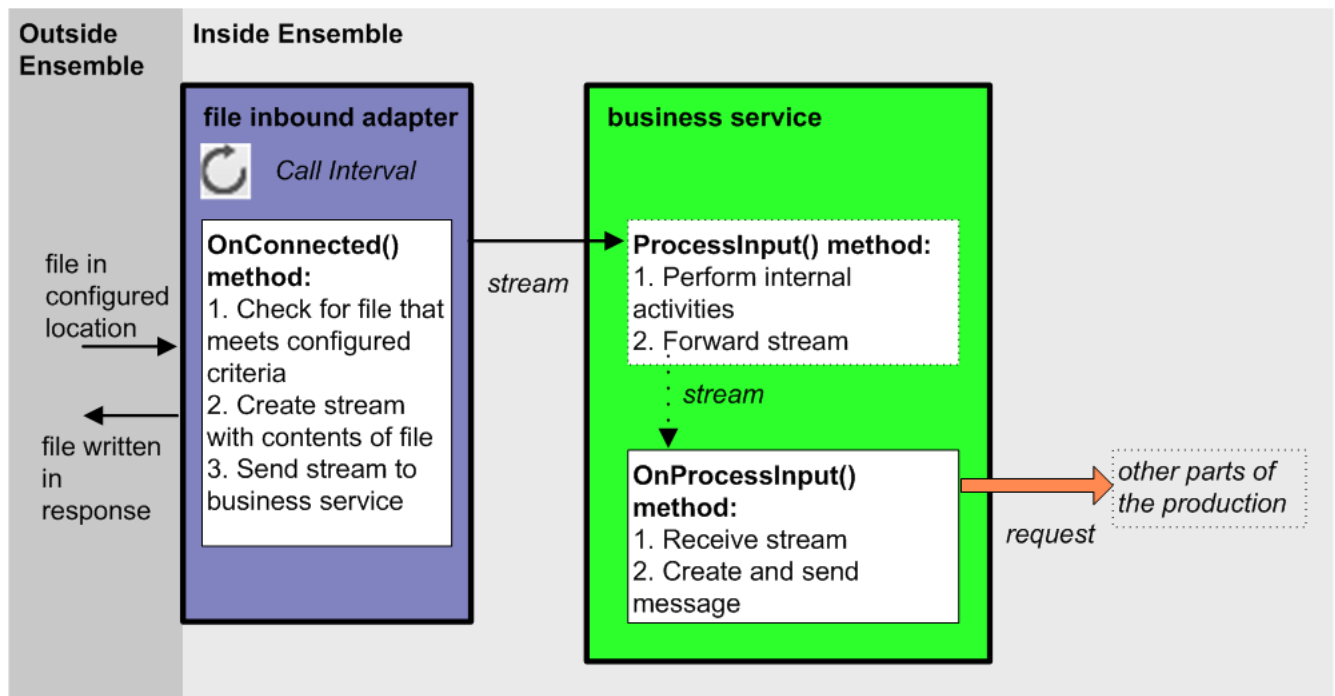 Outside
Ensemble
Inside Ensemble
file inbound adapter
Call Interval
OnConnected()
method:
1. Check for file that
meets configured
criteria
2. Create stream
with contents of file
3. Send stream to
business service
file in
configured
location
file written
in
response
stream
business service
ProcessInput() method:
1. Perform internal
activities
2. Forward stream
stream
OnProcessInput()
method:
1. Receive stream
2. Create and send
message
request
other parts of
the production